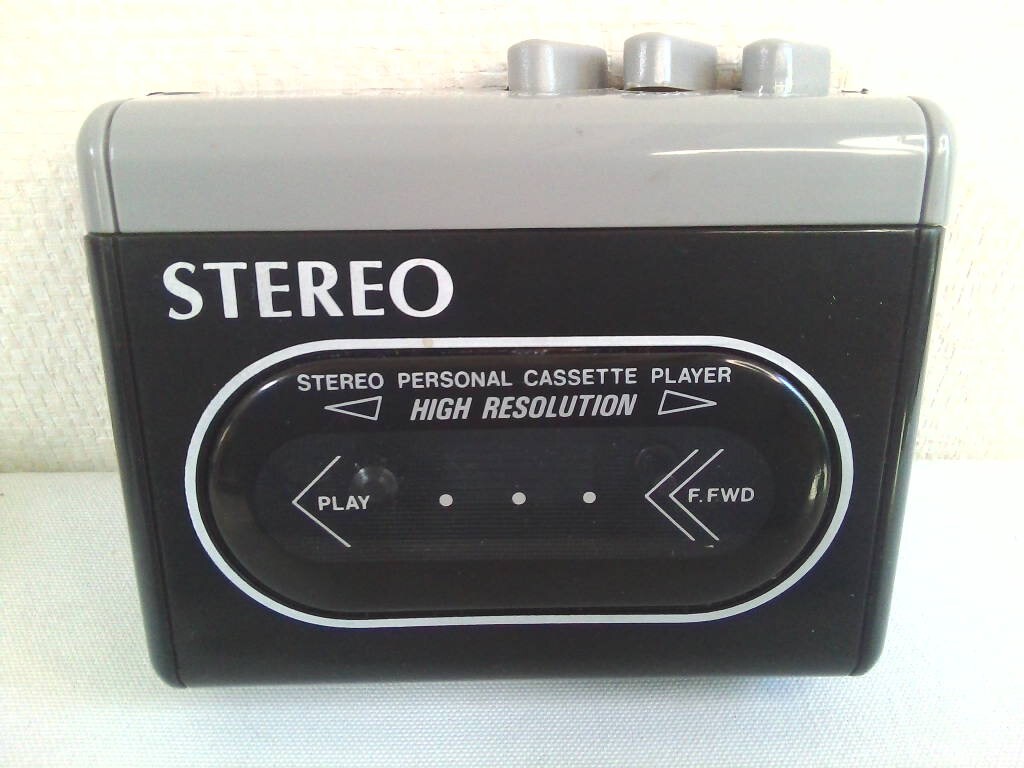 STEREO
STEREO PERSONAL CASSETTE PLAYER
HIGH RESOLUTION
PLAY
F.FWD